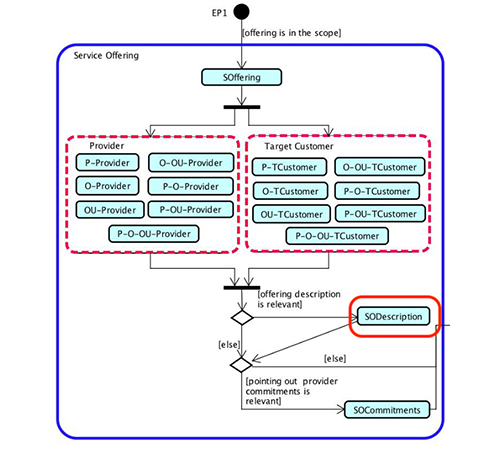 EP1
[offering is in the scope]
Service Offering
SOffering
Provider
P-Provider
O-OU-Provider
O-Provider
P-O-Provider
OU-Provider
P-OU-Provider
P-O-OU-Provider
Target Customer
P-TCustomer
O-OU-TCustomer
O-TCustomer
P-O-TCustomer
OU-TCustomer
P-OU-TCustomer
P-O-OU-TCustomer
[offering description
is relevant]
SODescription
[else]
[else]
[pointing out provider
commitments is
relevant]
SOCommitments